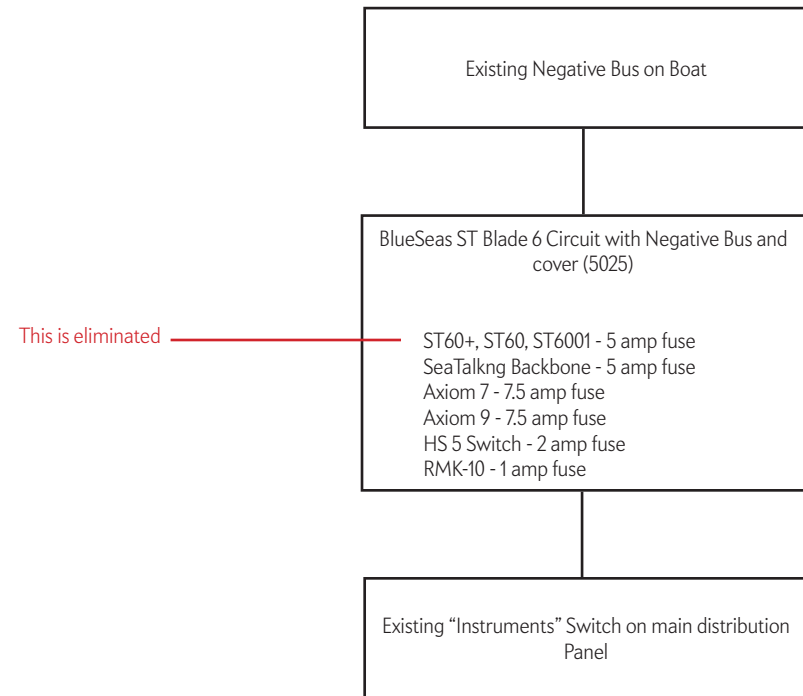 Existing Negative Bus on Boat
BlueSeas ST Blade 6 Circuit with Negative Bus and
cover (5025)
This is eliminated
ST60+, ST60, ST6001 - 5 amp fuse
SeaTalkng Backbone - 5 amp fuse
Axiom 7 - 7.5 amp fuse
Axiom 9 - 7.5 amp fuse
HS 5 Switch - 2 amp fuse
RMK-10 - 1 amp fuse
Existing “Instruments” Switch on main distribution
Panel